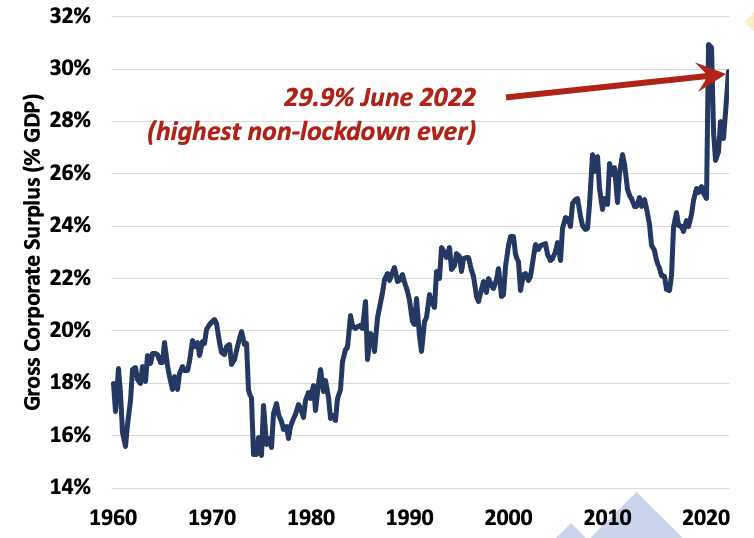 32%
30%
28%
26%
24%
22%
20%
18%
16%
14%
Gross Corporate Surplus (% GDP)
29.9% June 2022
(highest non-lockdown ever)
1960 1970 1980 1990 2000 2010 2020